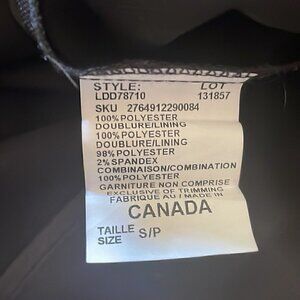 STYLE: LOT
LDD78710 131857
SKU 2764912290084
100% POLYESTER
DOUBLURE/LINING
100% POLYESTER
DOUBLURE/LINING
98% POLYESTER
2% SPANDEX
COMBINAISON/COMBINATION
100% POLYESTER
GARNITURE NON COMPRISE
EXCLUSIVE OF TRIMMING
FABRIQUE AU / MADE IN
CANADA
TAILLE
SIZE S/P